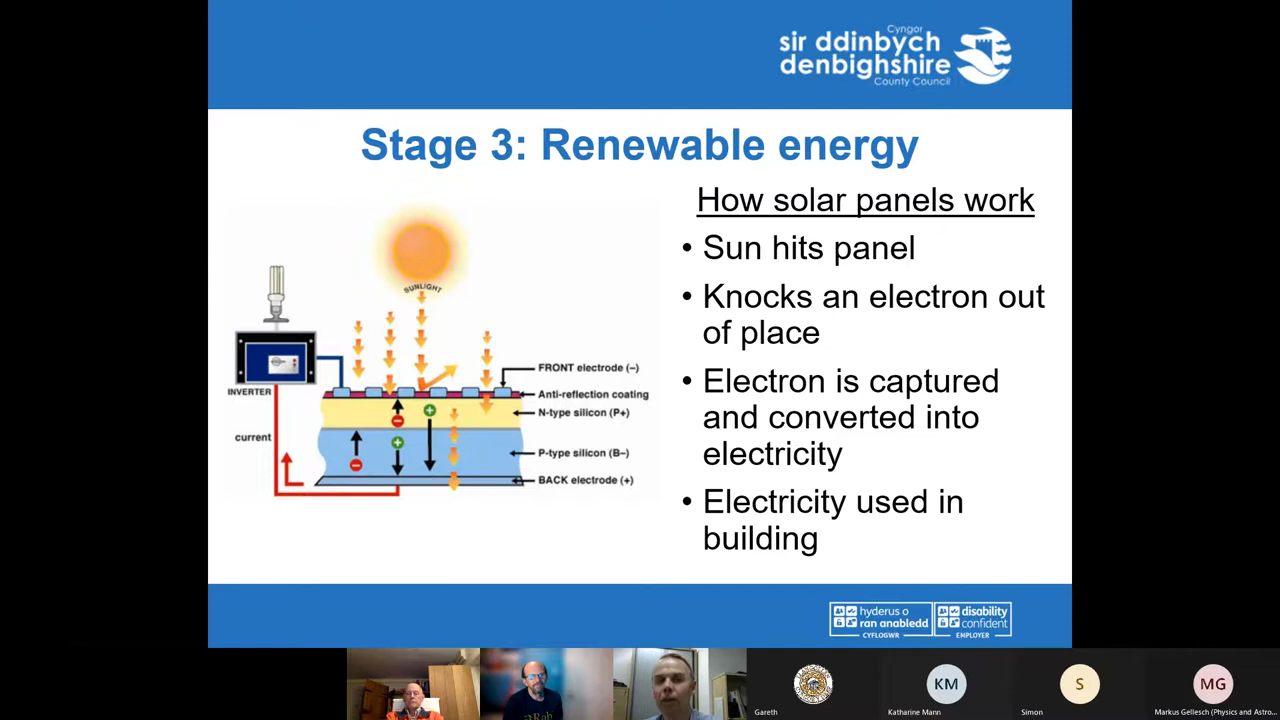 Cyngor
sir ddinbych
denbighshire
County Council
Stage 3: Renewable energy
How solar panels work
• Sun hits panel
• Knocks an electron out
of place
• Electron is captured
and converted into
electricity
• Electricity used in
building
SUNLIGHT
INVERTER
current
FRONT electrode (–)
Anti-reflection coating
N-type silicon (P+)
P-type silicon (B–)
BACK electrode (+)
hyderus o
ran anabledd
CYFLOGWR
disability
confident
EMPLOYER
KM
S
MG
Gareth
Katharine Mann
Simon
Markus Gellesch (Physics and Astro...